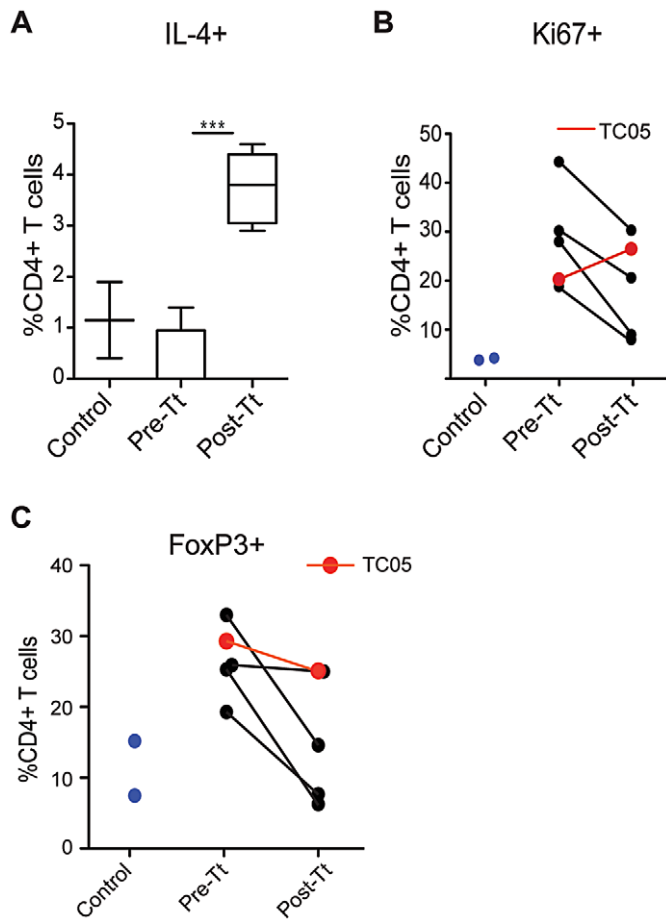 A
IL-4+
%CD4+ T cells
5
4
3
2
1
0
***
Control
Pre-Tt
Post-Tt
B
Ki67+
TC05
%CD4+ T cells
50
40
30
20
10
Control
Pre-Tt
Post-Tt
C
FoxP3+
TC05
%CD4+ T cells
40
30
20
10
0
Control
Pre-Tt
Post-Tt